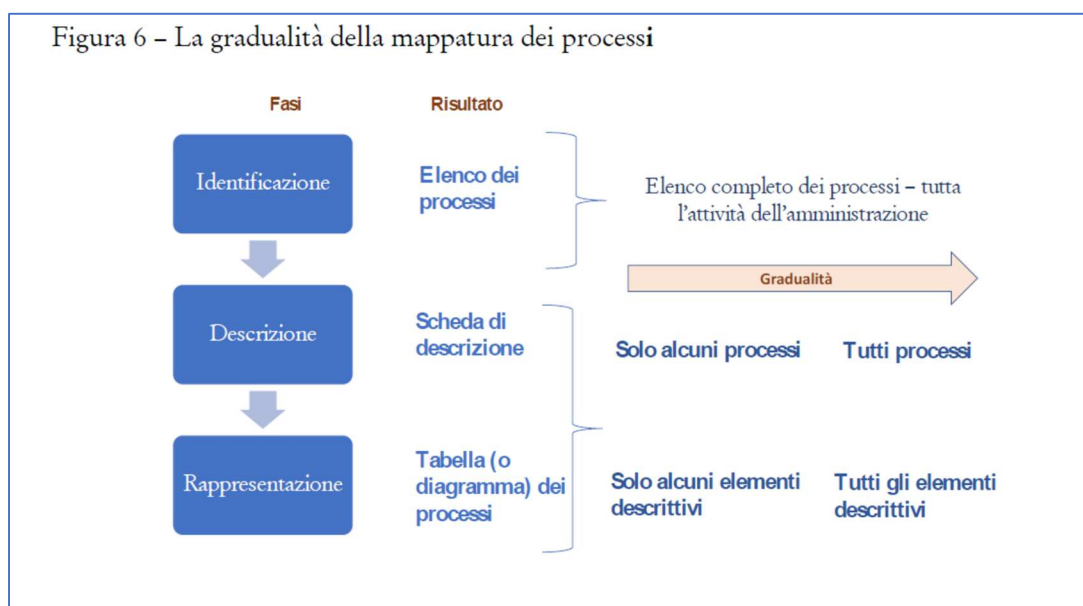 Figura 6 – La gradualità della mappatura dei processi
Fasi
Risultato
Identificazione
Elenco dei
processi
Elenco completo dei processi – tutta
l'attività dell'amministrazione
Gradualità
Descrizione
Scheda di
descrizione
Solo alcuni processi
Tutti processi
Rappresentazione
Tabella (o
diagramma) dei
processi
Solo alcuni elementi
descrittivi
Tutti gli elementi
descrittivi